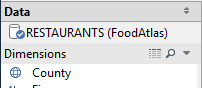 Data
RESTAURANTS (FoodAtlas)
Dimensions
County